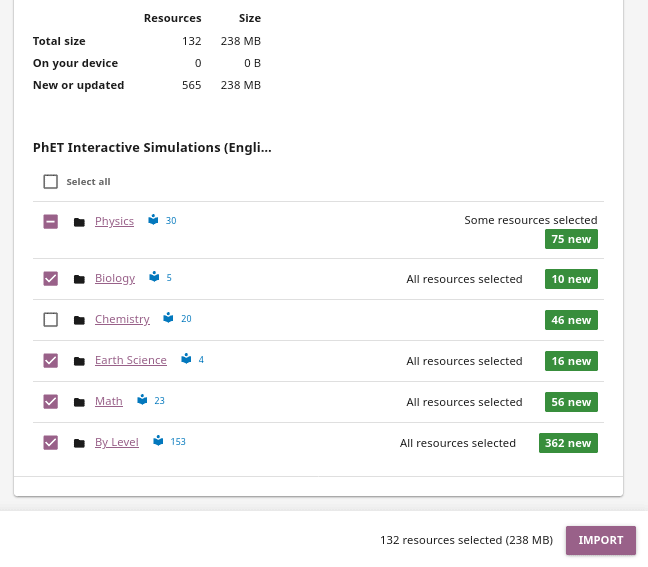 Resources Size
Total size 132 238 MB
On your device 0 0 B
New or updated 565 238 MB
PhET Interactive Simulations (Engli...
Select all
Physics 30 Some resources selected
75 new
Biology 5 All resources selected 10 new
Chemistry 20 46 new
Earth Science 4 All resources selected 16 new
Math 23 All resources selected 56 new
By Level 153 All resources selected 362 new
132 resources selected (238 MB) IMPORT